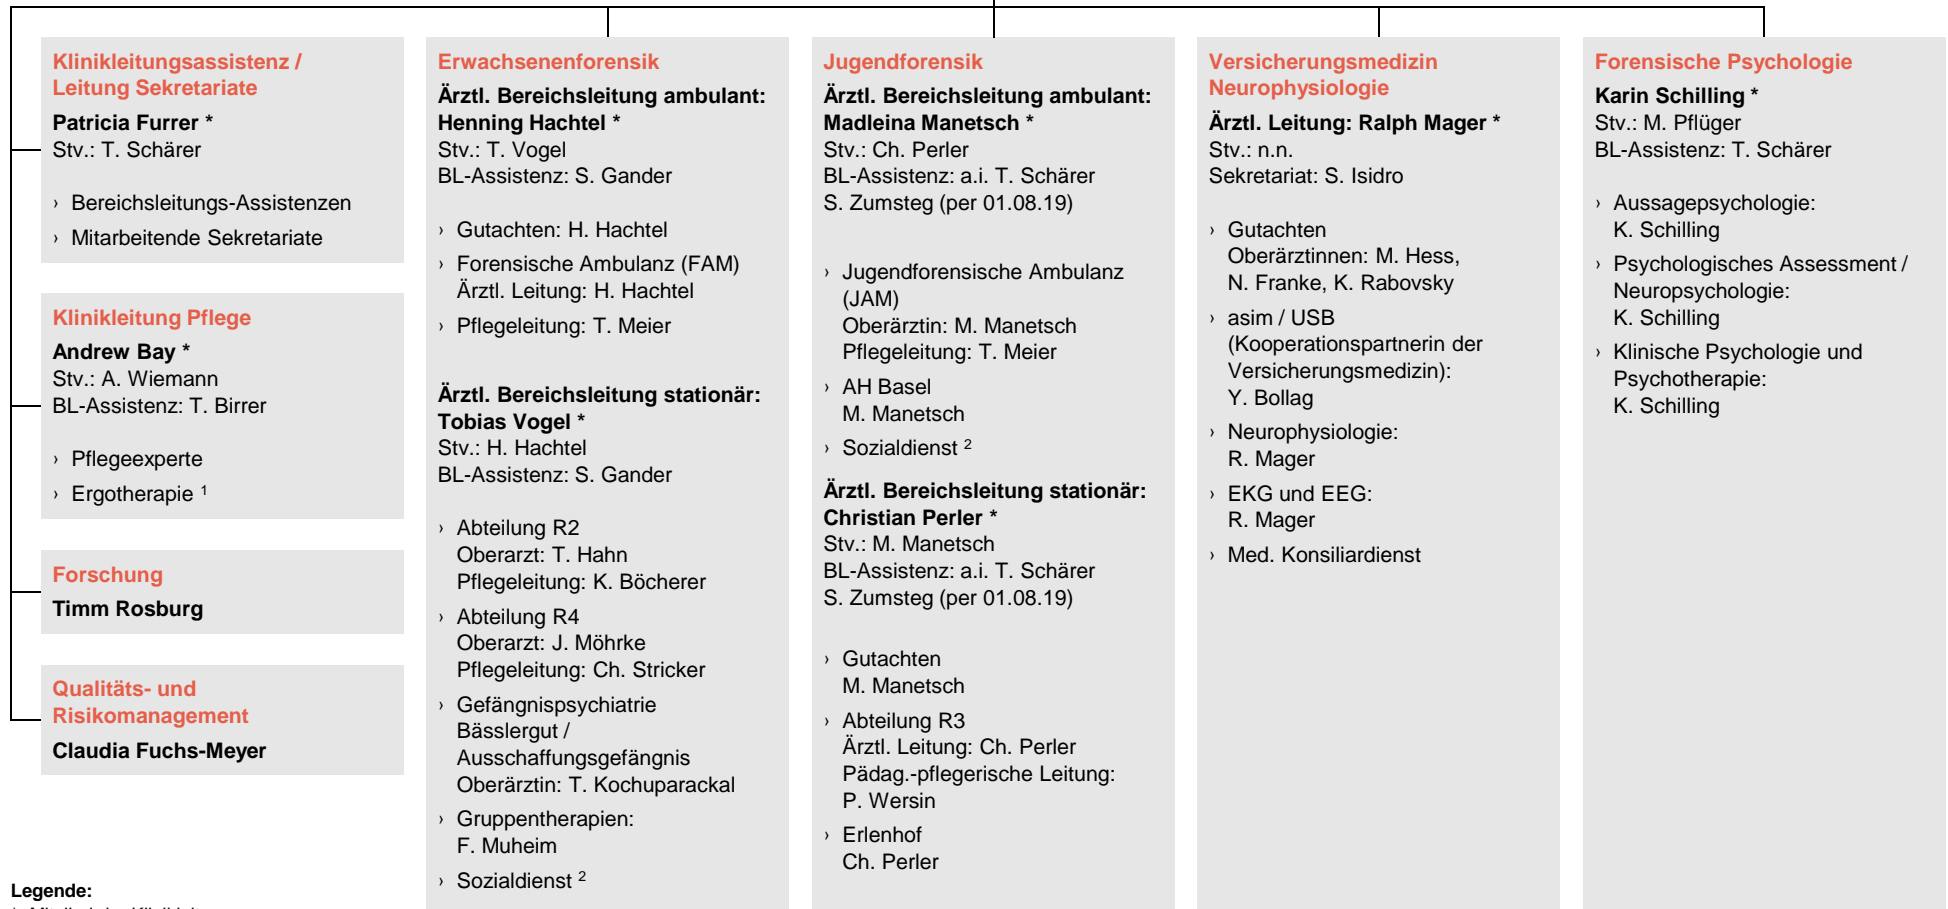 Klinikleitungsassistenz /
Leitung Sekretariate
Patricia Furrer *
Stv.: T. Schärer
› Bereichsleitungs-Assistenzen
› Mitarbeitende Sekretariate
Klinikleitung Pflege
Andrew Bay *
Stv.: A. Wiemann
BL-Assistenz: T. Birrer
› Pflegeexperte
› Ergotherapie 1
Forschung
Timm Rosburg
Qualitäts- und
Risikomanagement
Claudia Fuchs-Meyer
Erwachsenenforensik
Ärztl. Bereichsleitung ambulant:
Henning Hachtel *
Stv.: T. Vogel
BL-Assistenz: S. Gander
› Gutachten: H. Hachtel
› Forensische Ambulanz (FAM)
Ärztl. Leitung: H. Hachtel
› Pflegeleitung: T. Meier
Ärztl. Bereichsleitung stationär:
Tobias Vogel *
Stv.: H. Hachtel
BL-Assistenz: S. Gander
› Abteilung R2
Oberarzt: T. Hahn
Pflegeleitung: K. Böcherer
› Abteilung R4
Oberarzt: J. Möhrke
Pflegeleitung: Ch. Stricker
› Gefängnispsychiatrie
Bässlergut /
Ausschaffungsgefängnis
Oberärztin: T. Kochuparackal
› Gruppentherapien:
F. Muheim
› Sozialdienst 2
Jugendforensik
Ärztl. Bereichsleitung ambulant:
Madleina Manetsch *
Stv.: Ch. Perler
BL-Assistenz: a.i. T. Schärer
S. Zumsteg (per 01.08.19)
› Jugendforensische Ambulanz
(JAM)
Oberärztin: M. Manetsch
Pflegeleitung: T. Meier
› AH Basel
M. Manetsch
› Sozialdienst 2
Ärztl. Bereichsleitung stationär:
Christian Perler *
Stv.: M. Manetsch
BL-Assistenz: a.i. T. Schärer
S. Zumsteg (per 01.08.19)
› Gutachten
M. Manetsch
› Abteilung R3
Ärztl. Leitung: Ch. Perler
Pädag.-pflegerische Leitung:
P. Wersin
› Erlenhof
Ch. Perler
Versicherungsmedizin
Neurophysiologie
Ärztl. Leitung: Ralph Mager *
Stv.: n.n.
Sekretariat: S. Isidro
› Gutachten
Oberärztinnen: M. Hess,
N. Franke, K. Rabovsky
› asim / USB
(Kooperationspartnerin der
Versicherungsmedizin):
Y. Bollag
› Neurophysiologie:
R. Mager
› EKG und EEG:
R. Mager
› Med. Konsiliardienst
Forensische Psychologie
Karin Schilling *
Stv.: M. Pflüger
BL-Assistenz: T. Schärer
› Aussagepsychologie:
K. Schilling
› Psychologisches Assessment /
Neuropsychologie:
K. Schilling
› Klinische Psychologie und
Psychotherapie:
K. Schilling
Legende: